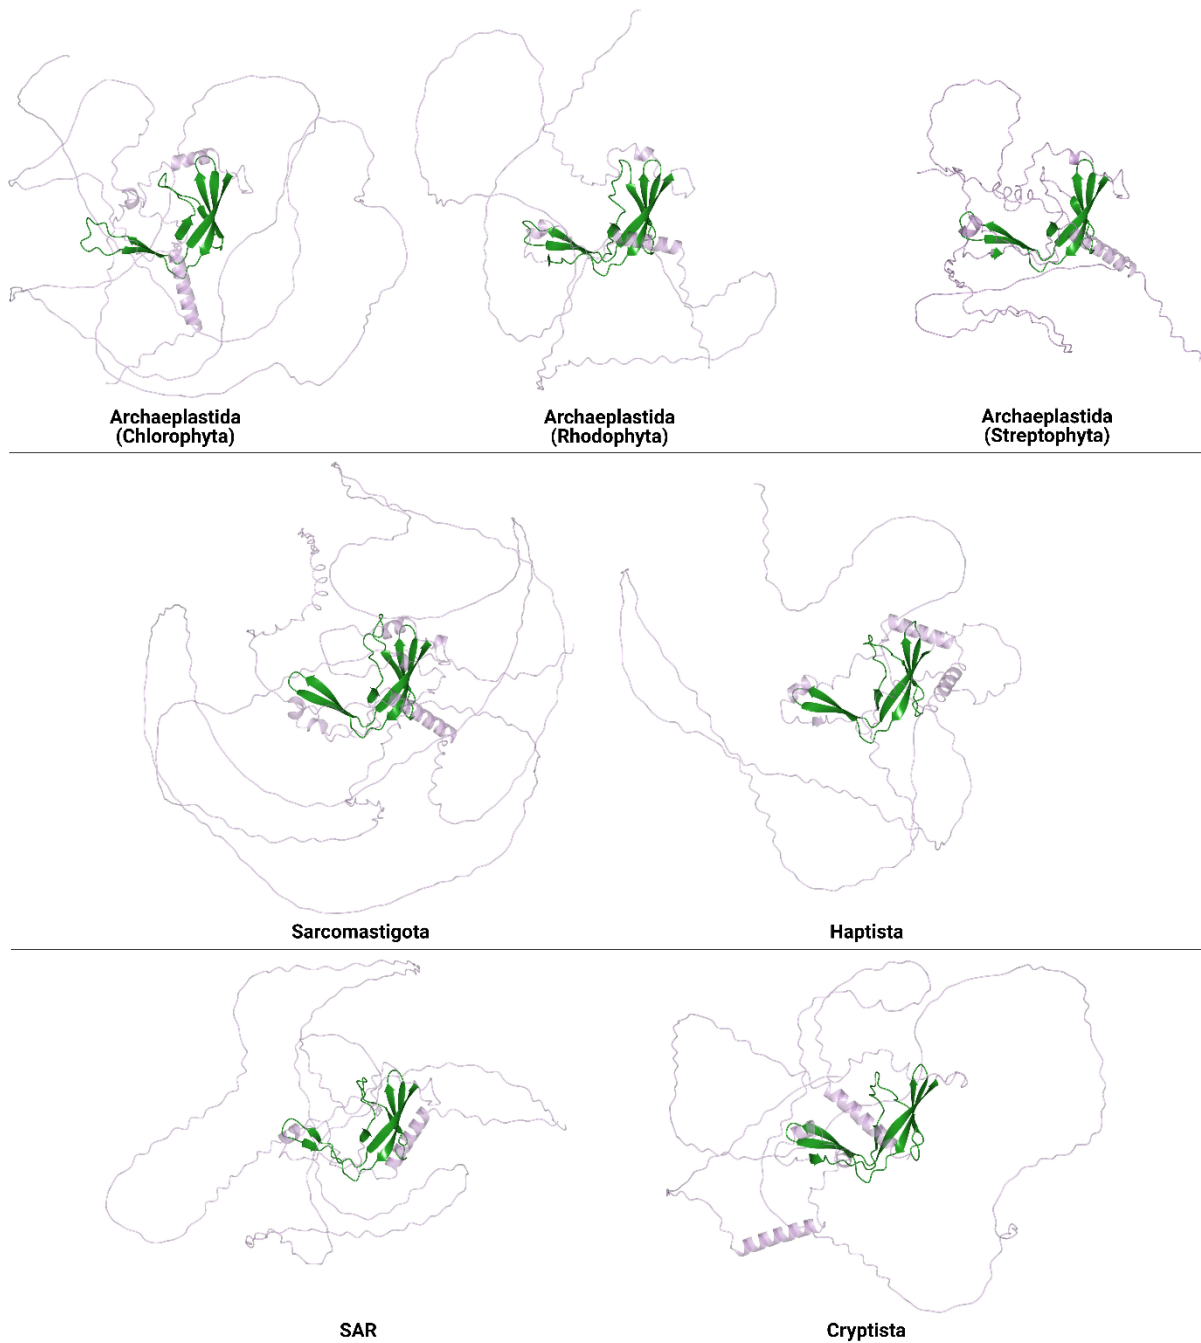 Archaeplastida
(Chlorophyta)
Archaeplastida
(Rhodophyta)
Archaeplastida
(Streptophyta)
Sarcomastigota
Haptista
SAR
Cryptista